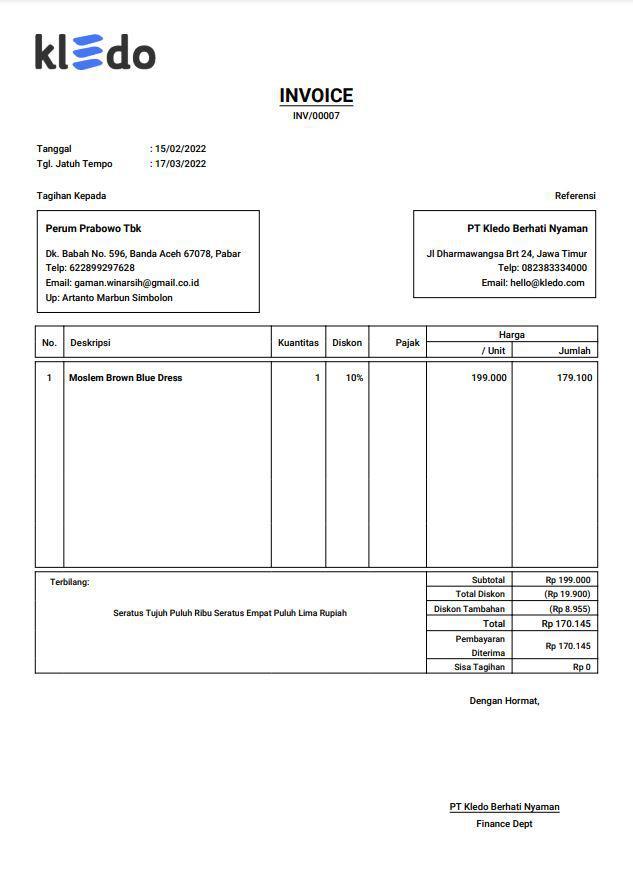 kledo
INVOICE
INV/00007
Tanggal : 15/02/2022
Tgl. Jatuh Tempo : 17/03/2022
Tagihan Kepada Referensi
Perum Prabowo Tbk
Dk. Babah No. 596, Banda Aceh 67078, Pabar
Telp: 622899297628
Email: gaman.winarsih@gmail.co.id
Up: Artanto Marbun Simbolon
PT Kledo Berhati Nyaman
Jl Dharmawangsa Brt 24, Jawa Timur
Telp: 082383334000
Email: hello@kledo.com
No. Deskripsi Kuantitas Diskon Pajak Harga
/ Unit Jumlah
1 Moslem Brown Blue Dress 1 10% 199.000 179.100
Terbilang:
Seratus Tujuh Puluh Ribu Seratus Empat Puluh Lima Rupiah
Subtotal Rp 199.000
Total Diskon (Rp 19.900)
Diskon Tambahan (Rp 8.955)
Total Rp 170.145
Pembayaran
Diterima Rp 170.145
Sisa Tagihan Rp 0
Dengan Hormat,
PT Kledo Berhati Nyaman
Finance Dept